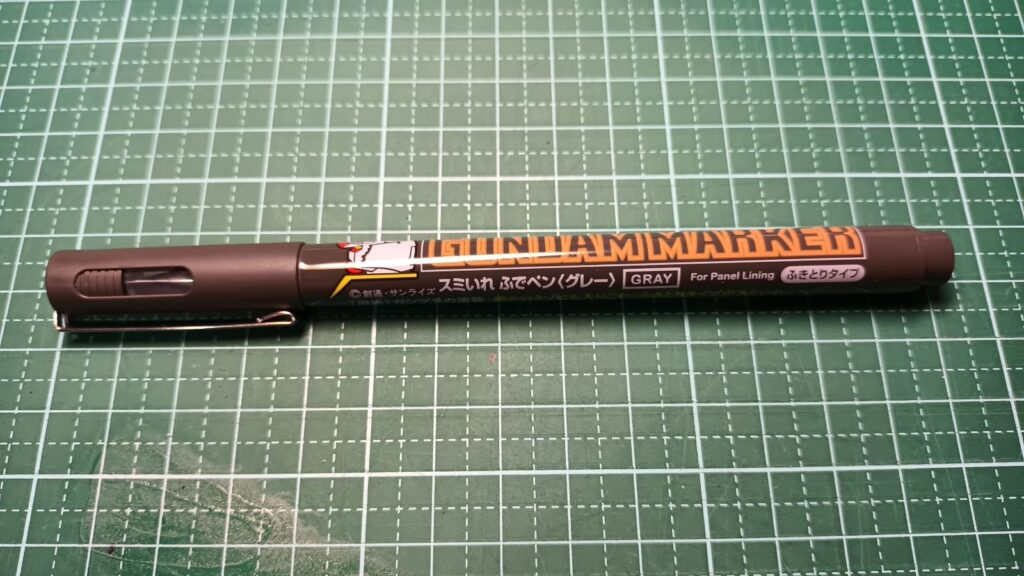 GUNDAM MARKER
©創通・サンライズ スミいれ ふでペン〈グレー〉 GRAY For Panel Lining ふきとりタイプ